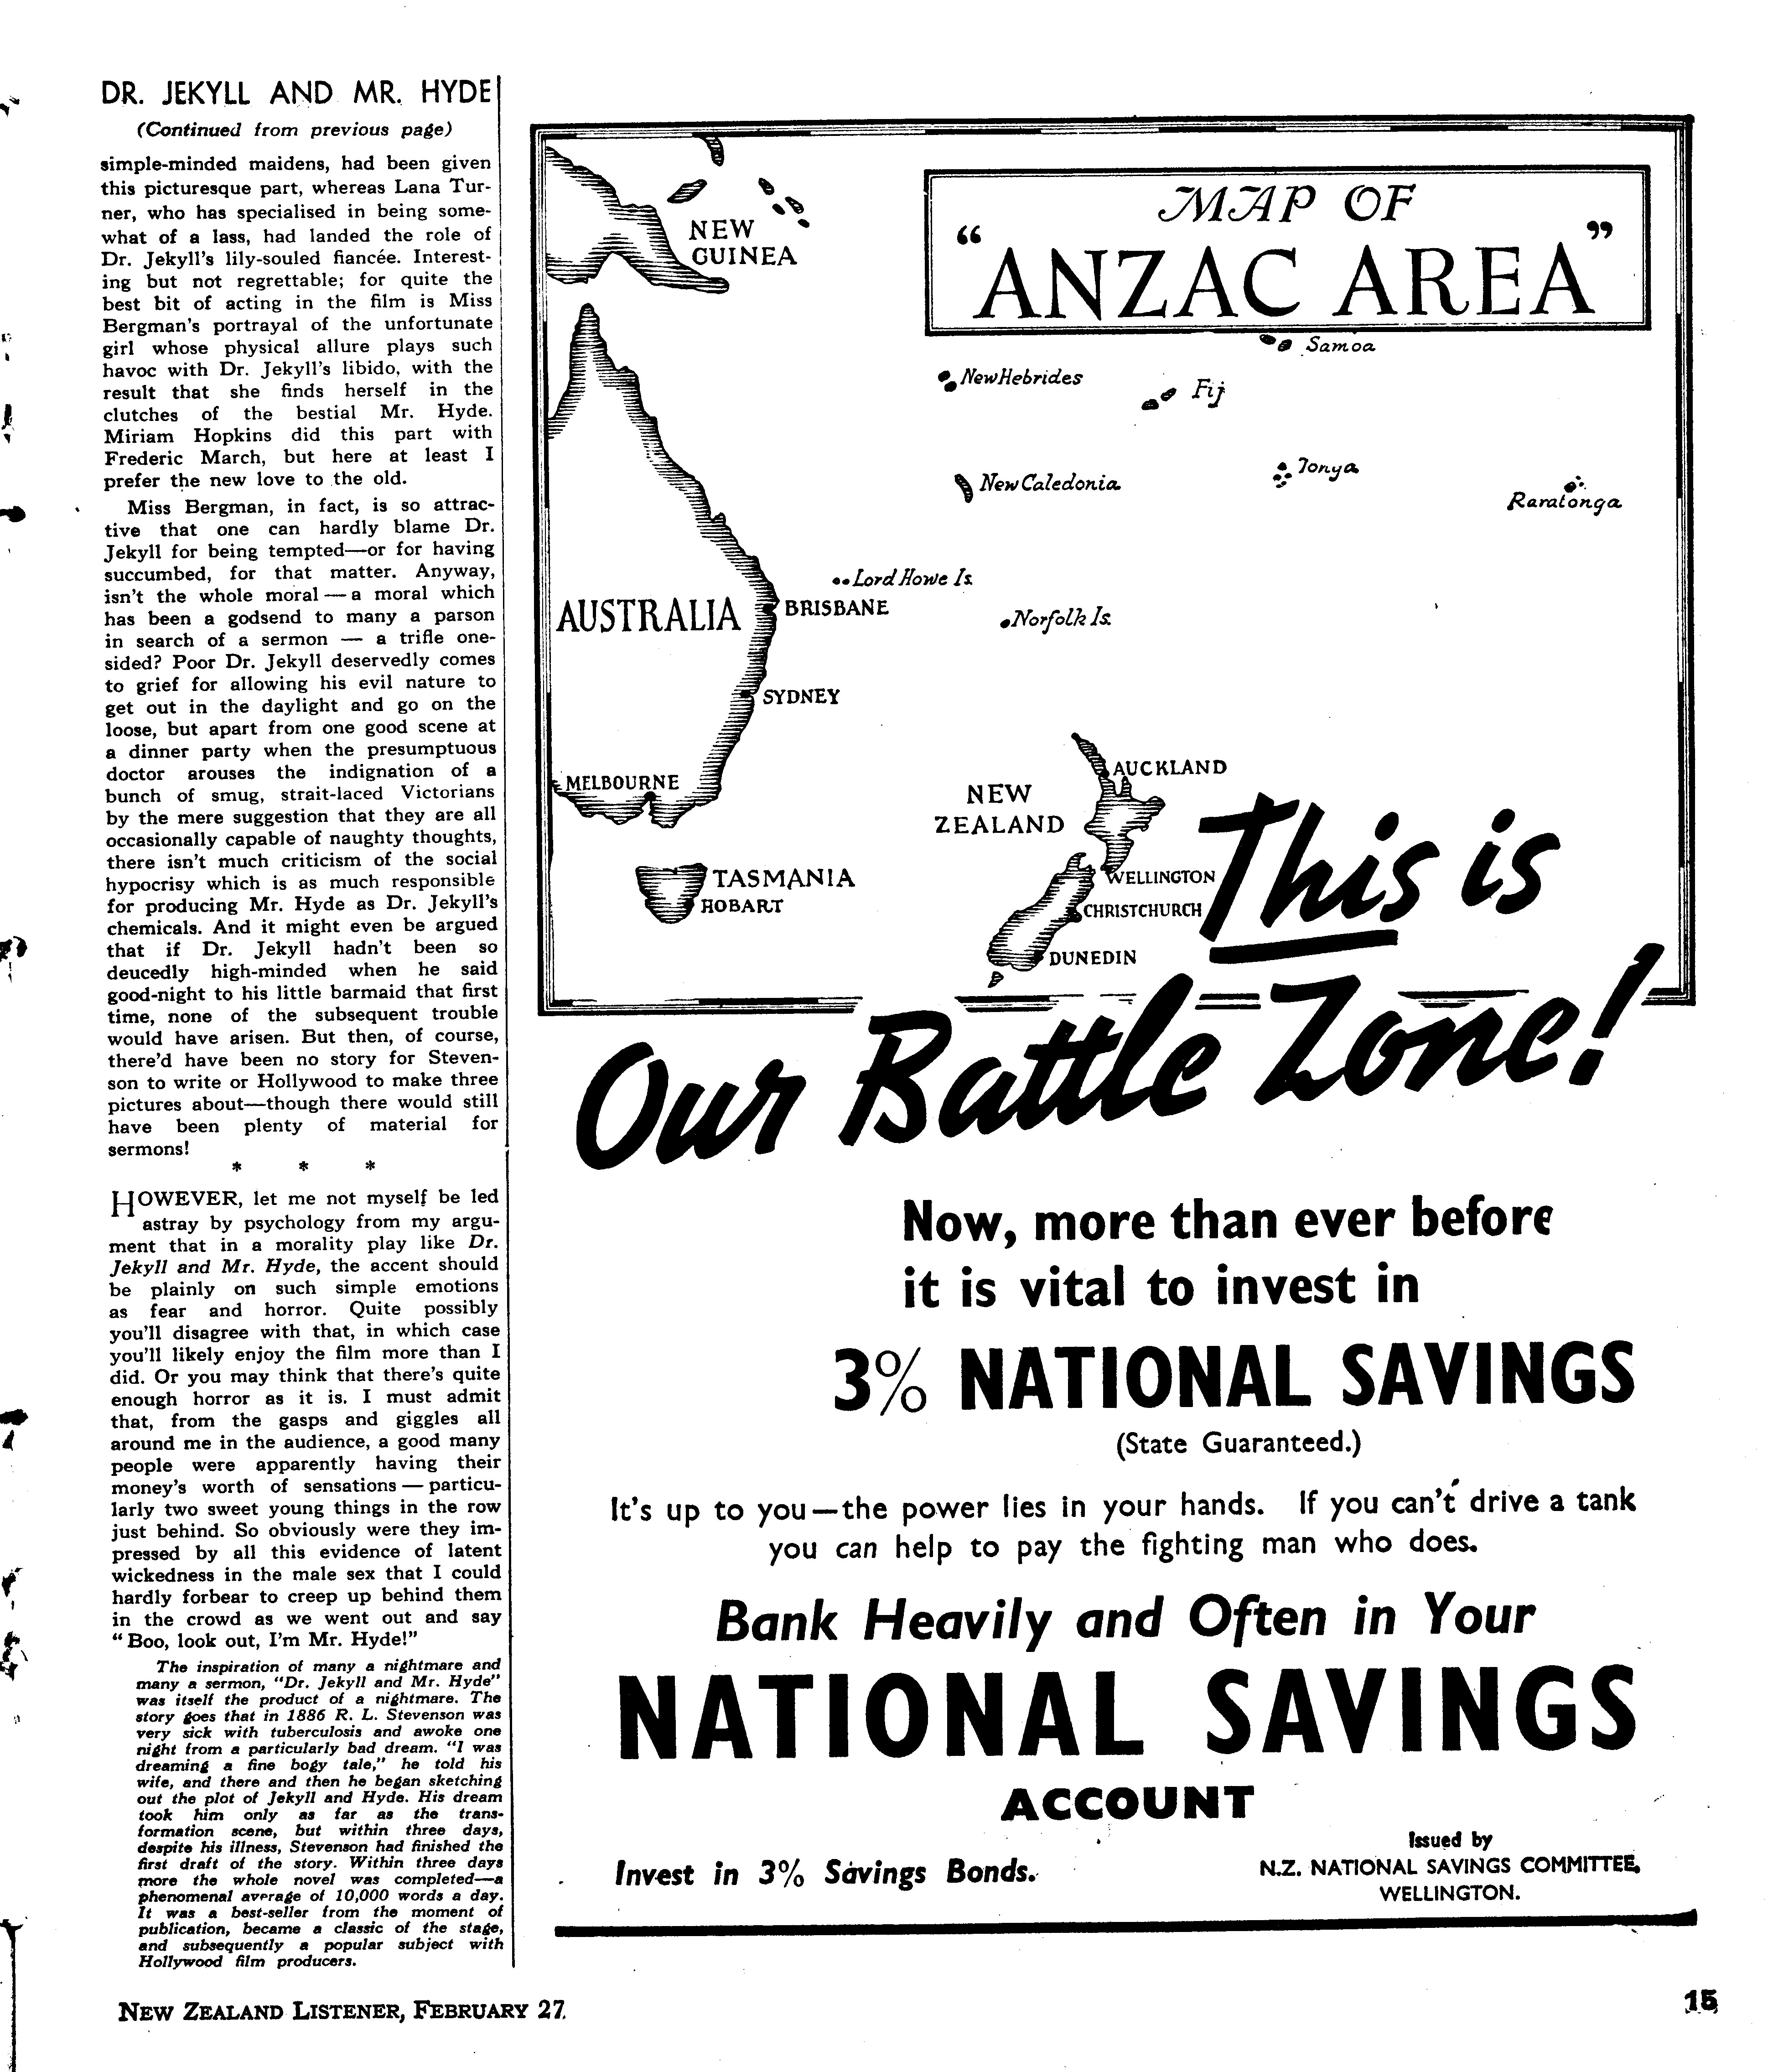 DR. JEKYLL AND MR. HYDE
(Continued from previous page)
simple-minded maidens, had been given
this picturesque part, whereas Lana Tur-
ner, who has specialised in being some-
what of a lass, had landed the role of
Dr. Jekyll's lily-souled fiancée. Interest-
ing but not regrettable; for quite the
best bit of acting in the film is Miss
Bergman's portrayal of the unfortunate
girl whose physical allure plays such
havoc with Dr. Jekyll's libido, with the
result that she finds herself in the
clutches of the bestial Mr. Hyde.
Miriam Hopkins did this part with
Frederic March, but here at least I
prefer the new love to the old.
Miss Bergman, in fact, is so attrac-
tive that one can hardly blame Dr.
Jekyll for being tempted—or for having
succumbed, for that matter. Anyway,
isn't the whole moral — a moral which
has been a godsend to many a parson
in search of a sermon — a trifle one-
sided? Poor Dr. Jekyll deservedly comes
to grief for allowing his evil nature to
get out in the daylight and go on the
loose, but apart from one good scene at
a dinner party when the presumptuous
doctor arouses the indignation of a
bunch of smug, strait-laced Victorians
by the mere suggestion that they are all
occasionally capable of naughty thoughts,
there isn't much criticism of the social
hypocrisy which is as much responsible
for producing Mr. Hyde as Dr. Jekyll's
chemicals. And it might even be argued
that if Dr. Jekyll hadn't been so
deucedly high-minded when he said
good-night to his little barmaid that first
time, none of the subsequent trouble
would have arisen. But then, of course,
there'd have been no story for Steven-
son to write or Hollywood to make three
pictures about—though there would still
have been plenty of material for
sermons!
* * *
HOWEVER, let me not myself be led
astray by psychology from my argu-
ment that in a morality play like Dr.
Jekyll and Mr. Hyde, the accent should
be plainly on such simple emotions
as fear and horror. Quite possibly
you'll disagree with that, in which case
you'll likely enjoy the film more than I
did. Or you may think that there's quite
enough horror as it is. I must admit
that, from the gasps and giggles all
around me in the audience, a good many
people were apparently having their
money's worth of sensations — particu-
larly two sweet young things in the row
just behind. So obviously were they im-
pressed by all this evidence of latent
wickedness in the male sex that I could
hardly forbear to creep up behind them
in the crowd as we went out and say
"Boo, look out, I'm Mr. Hyde!"
The inspiration of many a nightmare and
many a sermon, "Dr. Jekyll and Mr. Hyde"
was itself the product of a nightmare. The
story goes that in 1886 R. L. Stevenson was
very sick with tuberculosis and awoke one
night from a particularly bad dream. "I was
dreaming a fine bogy tale," he told his
wife, and there and then he began sketching
out the plot of Jekyll and Hyde. His dream
took him only as far as the trans-
formation scene, but within three days,
despite his illness, Stevenson had finished the
first draft of the story. Within three days
more the whole novel was completed—a
phenomenal average of 10,000 words a day.
It was a best-seller from the moment of
publication, became a classic of the stage,
and subsequently a popular subject with
Hollywood film producers.
MAP OF
"ANZAC AREA"
NEW
GUINEA
Samoa
New Hebrides
Fij
New Caledonia
Tonga
Raratonga
Lord Howe Is.
AUSTRALIA
BRISBANE
Norfolk Is.
SYDNEY
MELBOURNE
AUCKLAND
NEW
ZEALAND
TASMANIA
HOBART
WELLINGTON
CHRISTCHURCH
DUNEDIN
This is
Our Battle Zone!
Now, more than ever before
it is vital to invest in
3% NATIONAL SAVINGS
(State Guaranteed.)
It's up to you—the power lies in your hands. If you can't drive a tank
you can help to pay the fighting man who does.
Bank Heavily and Often in Your
NATIONAL SAVINGS
ACCOUNT
Invest in 3% Savings Bonds.
Issued by
N.Z. NATIONAL SAVINGS COMMITTEE,
WELLINGTON.
NEW ZEALAND LISTENER, FEBRUARY 27.
15